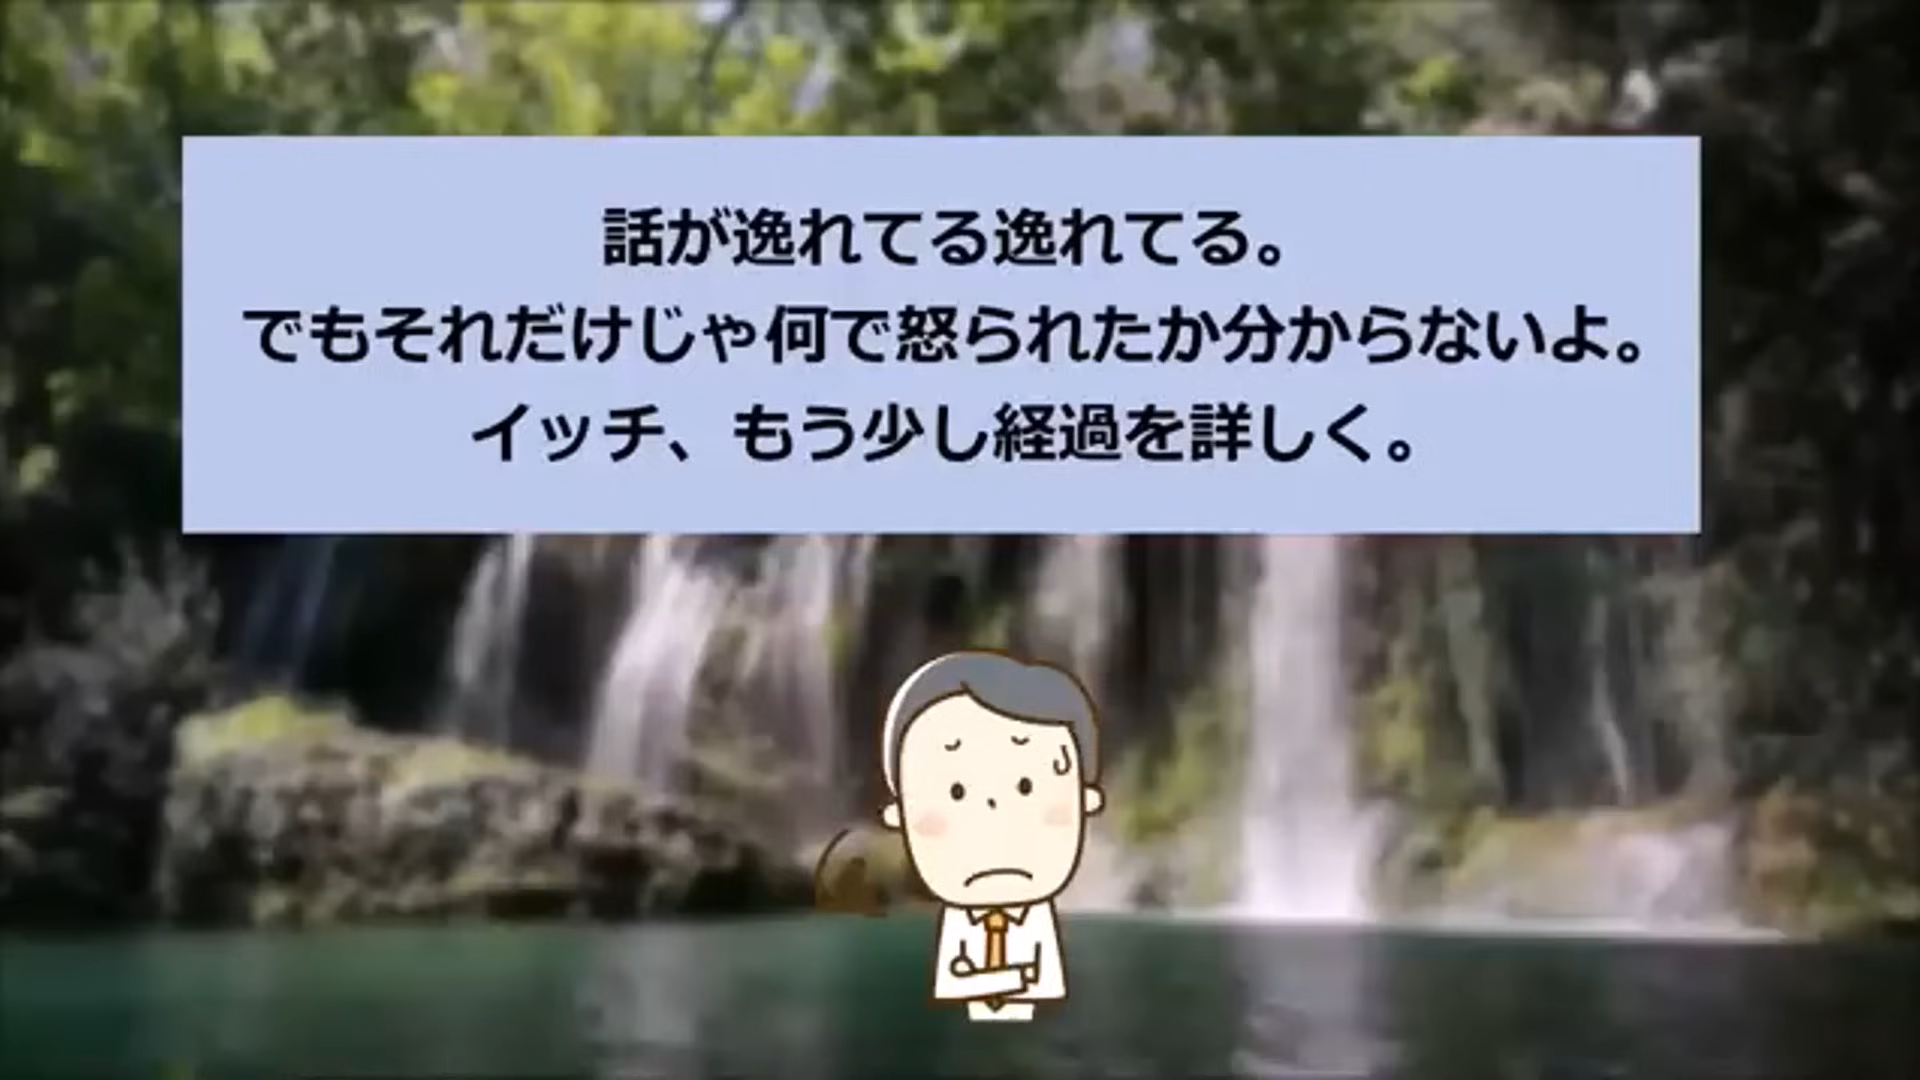 話が逸れてる逸れてる。
でもそれだけじゃ何で怒られたか分からないよ。
イッチ、もう少し経過を詳しく。